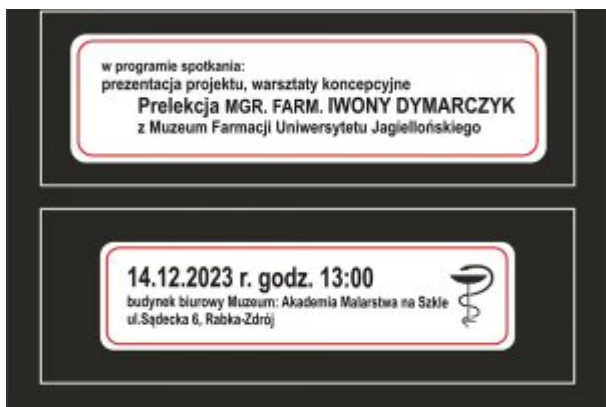 w programie spotkania:
prezentacja projektu, warsztaty koncepcyjne
Prelekcja MGR. FARM. IWONY DYMARCZYK
z Muzeum Farmacji Uniwersytetu Jagiellońskiego
14.12.2023 r. godz. 13:00
budynek biurowy Muzeum: Akademia Malarstwa na Szkle
ul.Sądecka 6, Rabka-Zdrój